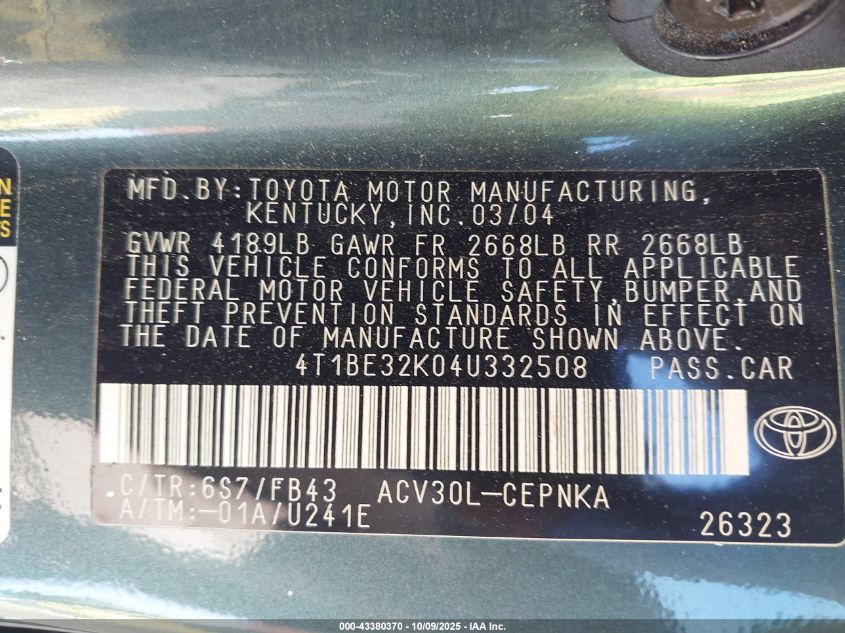 N
E
S
MFD.BY:TOYOTA MOTOR MANUFACTURING,
KENTUCKY,INC.03/04
GVWR 4189LB GAWR FR 2668LB RR 2668LB
THIS VEHICLE CONFORMS TO ALL APPLICABLE
FEDERAL MOTOR VEHICLE SAFETY,BUMPER,AND
THEFT PREVENTION STANDARDS IN EFFECT ON
THE DATE OF MANUFACTURE SHOWN ABOVE.
4T1BE32K04U332508 PASS.CAR
C/TR:6S7/FB43 ACV30L-CEPNKA
A/TM:-01A/U241E 26323
000-43380370 - 10/09/2025 - IAA Inc.